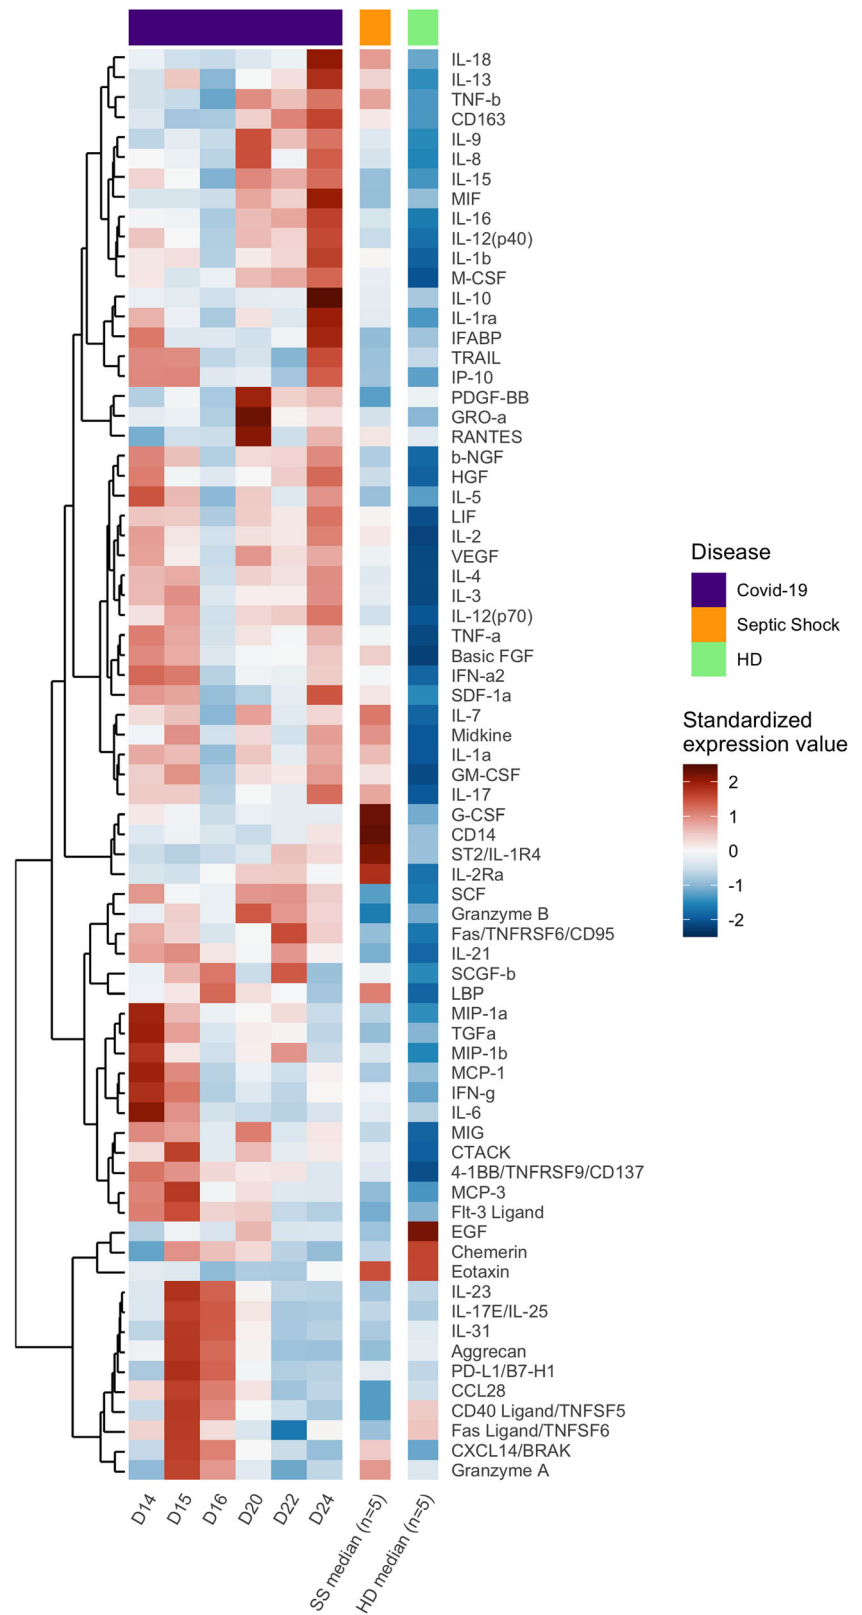 IL-18
IL-13
TNF-b
CD163
IL-9
IL-8
IL-15
MIF
IL-16
IL-12(p40)
IL-1b
M-CSF
IL-10
IL-1ra
IFABP
TRAIL
IP-10
PDGF-BB
GRO-a
RANTES
b-NGF
HGF
IL-5
LIF
IL-2
VEGF
IL-4
IL-3
IL-12(p70)
TNF-a
Basic FGF
IFN-a2
SDF-1a
IL-7
Midkine
IL-1a
GM-CSF
IL-17
G-CSF
CD14
ST2/IL-1R4
IL-2Ra
SCF
Granzyme B
Fas/TNFRSF6/CD95
IL-21
SCGF-b
LBP
MIP-1a
TGFa
MIP-1b
MCP-1
IFN-g
IL-6
MIG
CTACK
4-1BB/TNFRSF9/CD137
MCP-3
Flt-3 Ligand
EGF
Chemerin
Eotaxin
IL-23
IL-17E/IL-25
IL-31
Aggrecan
PD-L1/B7-H1
CCL28
CD40 Ligand/TNFSF5
Fas Ligand/TNFSF6
CXCL14/BRAK
Granzyme A
D14
D15
D16
D20
D22
D24
SS median (n=5)
HD median (n=5)
Disease
Covid-19
Septic Shock
HD
Standardized
expression value
2
1
0
-1
-2